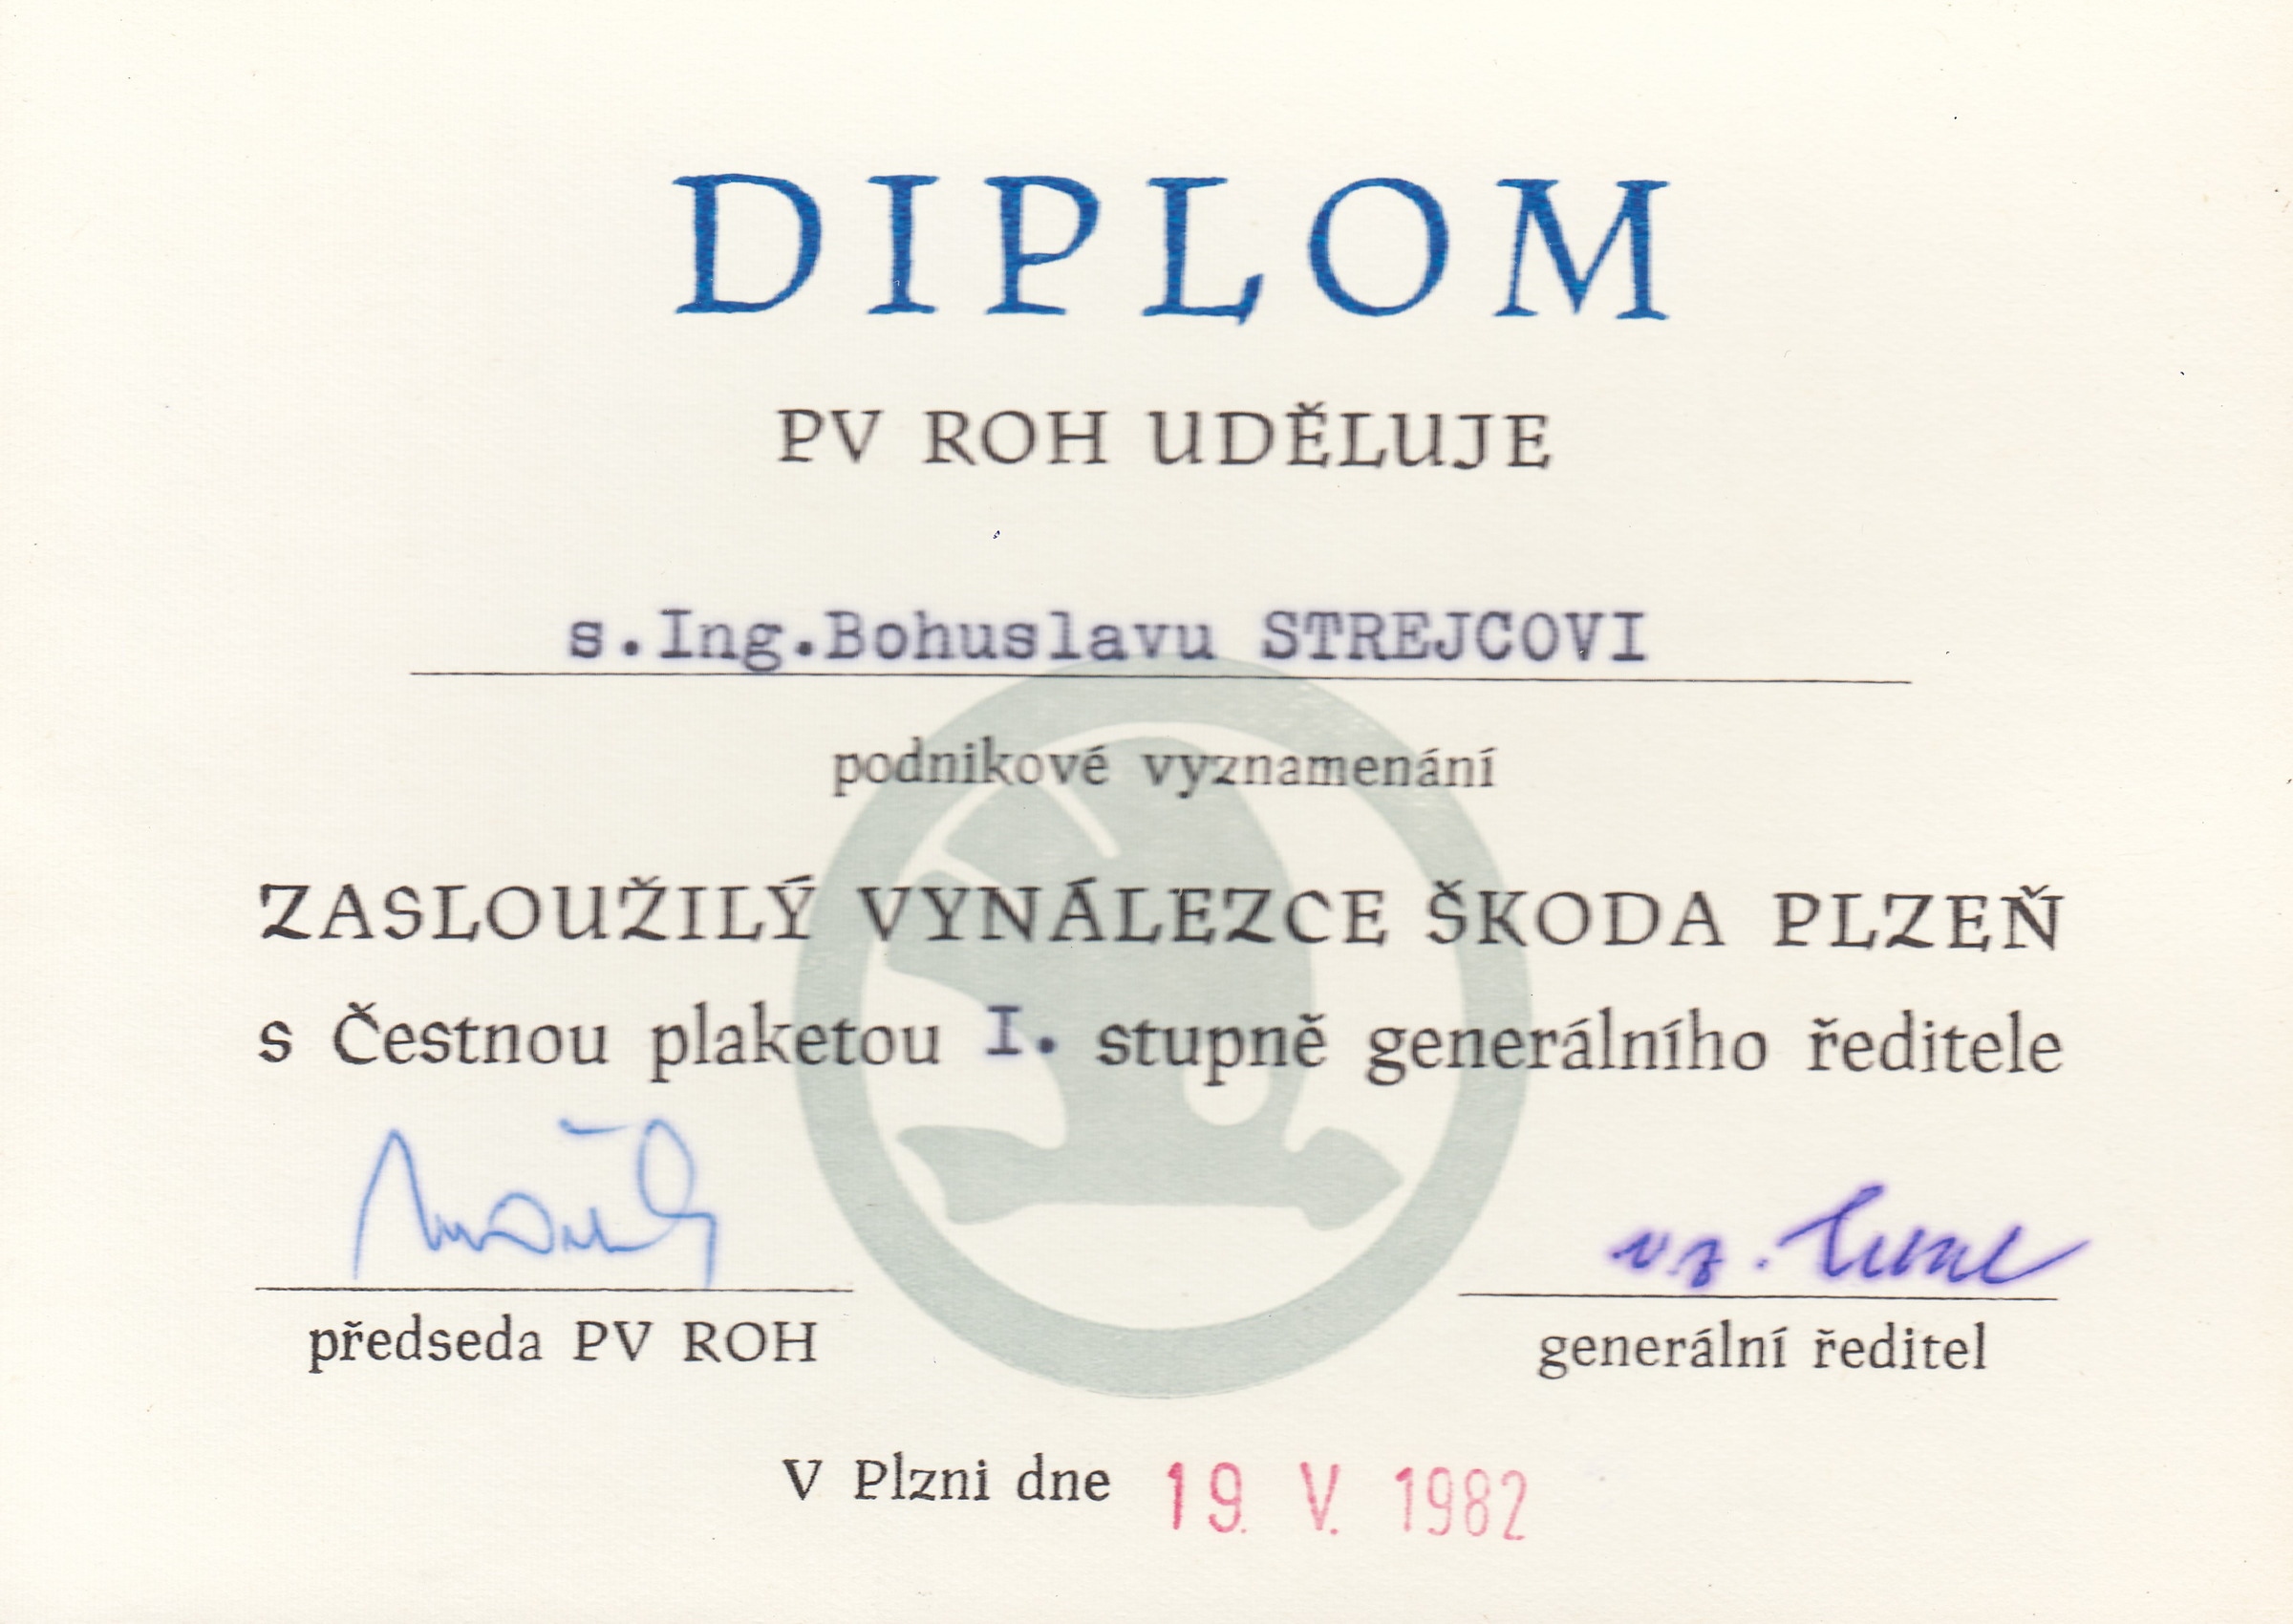 DIPLOM
PV ROH UDĚLUJE
s.Ing.Bohuslavu STREJCOVI
podnikové vyznamenání
ZASLOUŽILÝ VYNÁLEZCE ŠKODA PLZEŇ
s Čestnou plaketou I. stupně generálního ředitele
vz.
předseda PV ROH
generální ředitel
V Plzni dne 19. V. 1982